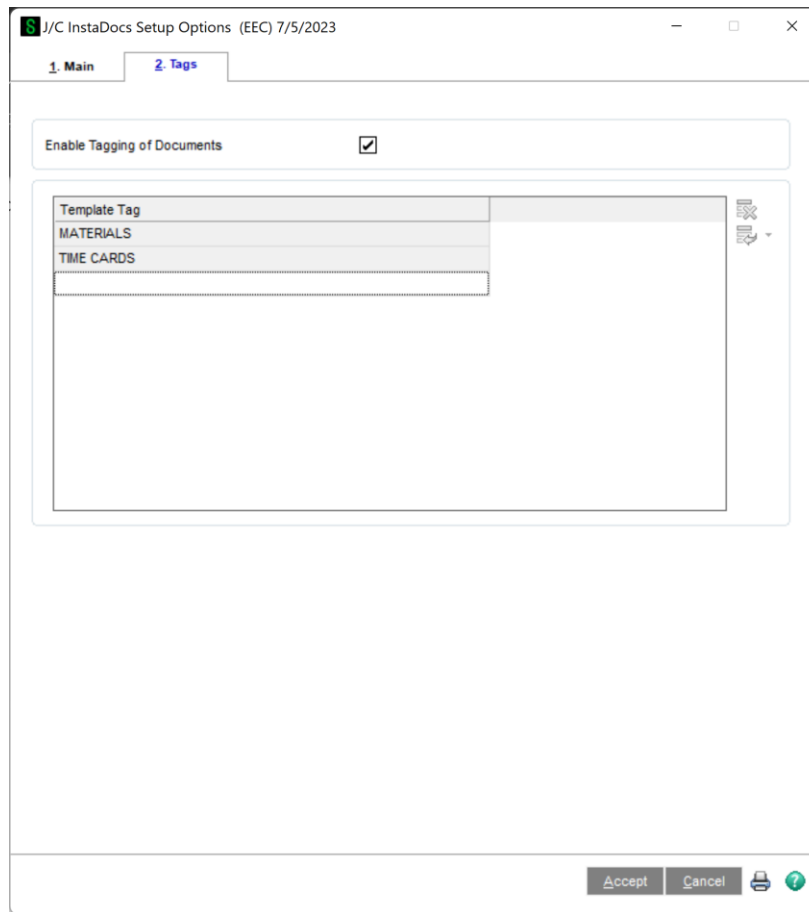 S J/C InstaDocs Setup Options (EEC) 7/5/2023
1. Main 2. Tags
Enable Tagging of Documents
Template Tag
MATERIALS
TIME CARDS
Accept Cancel ?